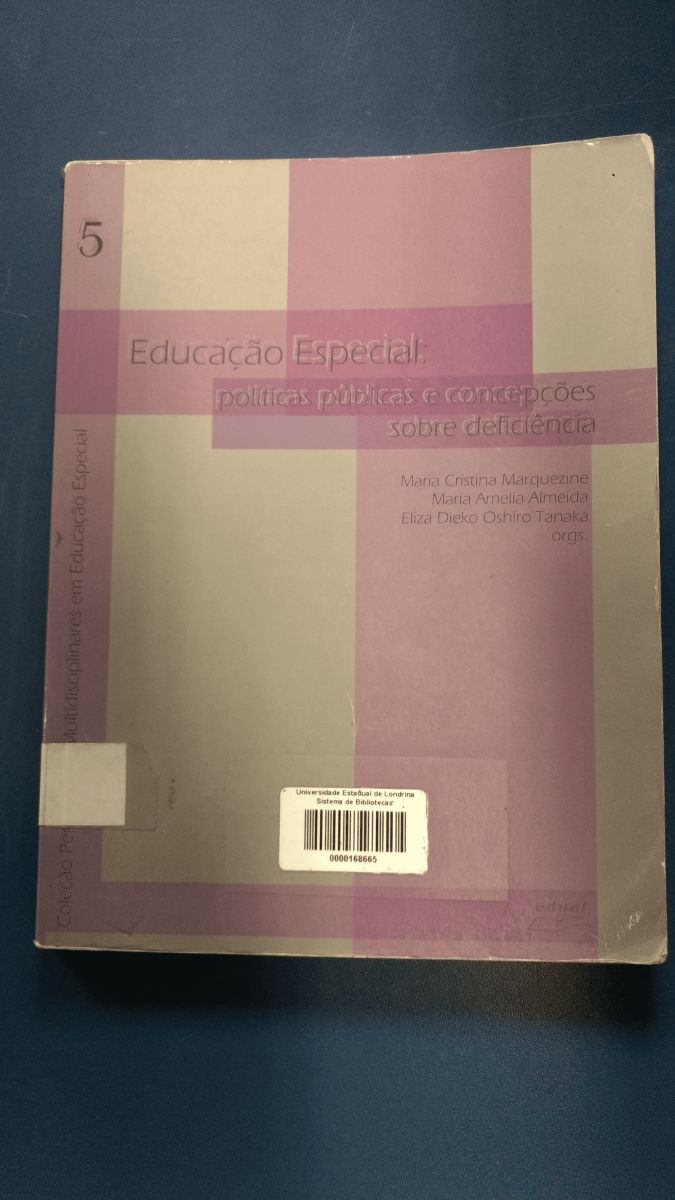 5
Educação Especial:
políticas públicas e concepções
sobre deficiência
Maria Cristina Marquezine
Maria Amelia Almeida
Eliza Dieko Oshiro Tanaka
orgs.
Coleção Multidisciplinares em Educação Especial
Universidade Estadual de Londrina
Sistema de Bibliotecas
0000168665
eduel